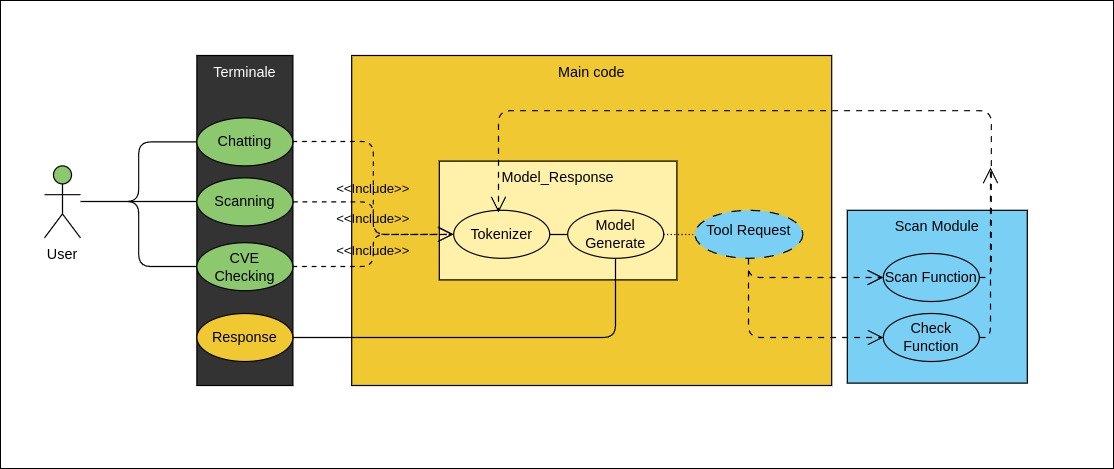 Terminale
Main code
Chatting
<<Include>>
Model_Response
Scanning
<<Include>>
Scan Module
User
Tokenizer
Model
Generate
Tool Request
<<Include>>
CVE
Checking
Scan Function
Response
Check
Function